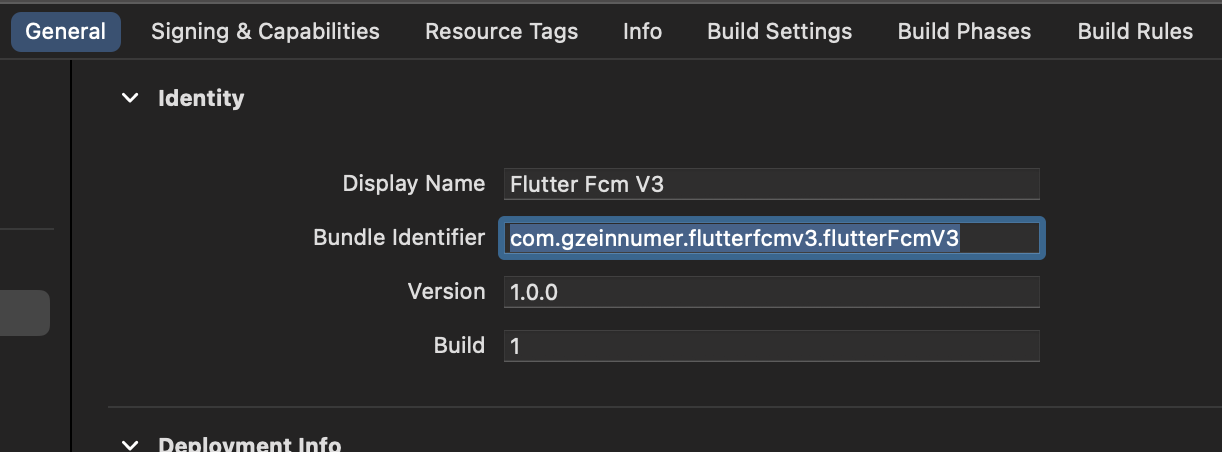 General Signing & Capabilities Resource Tags Info Build Settings Build Phases Build Rules
Identity
Display Name Flutter Fcm V3
Bundle Identifier com.gzeinnumer.flutterfcmv3.flutterFcmV3
Version 1.0.0
Build 1
Deployment Info